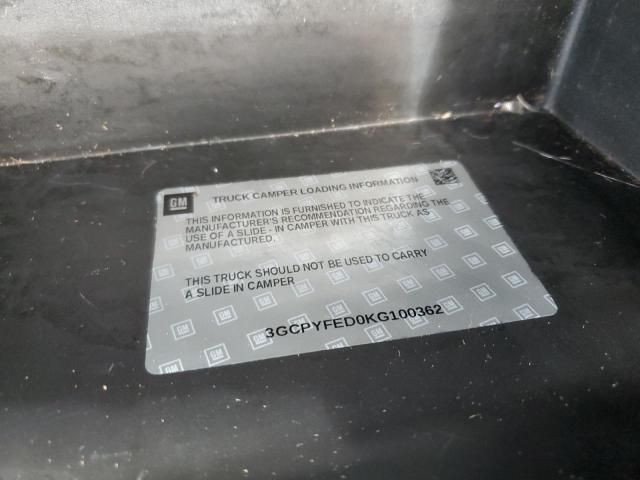 GM TRUCK CAMPER LOADING INFORMATION
THIS INFORMATION IS FURNISHED TO INDICATE THE
MANUFACTURER'S RECOMMENDATION REGARDING THE
USE OF A SLIDE - IN CAMPER WITH THIS TRUCK AS
MANUFACTURED.
THIS TRUCK SHOULD NOT BE USED TO CARRY
A SLIDE IN CAMPER
3GCPYFED0KG100362